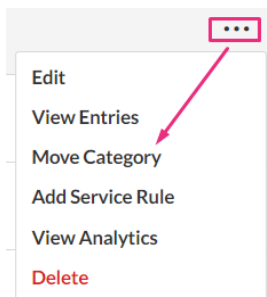 Edit
View Entries
Move Category
Add Service Rule
View Analytics
Delete